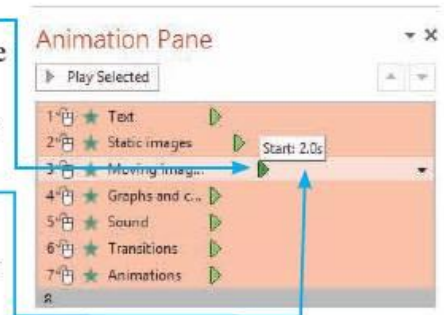 Animation Pane
Play Selected
1 Text
2 Static images
Start: 2.0s
3 Moving imag...
4 Graphs and c...
5 Sound
6 Transitions
7 Animations